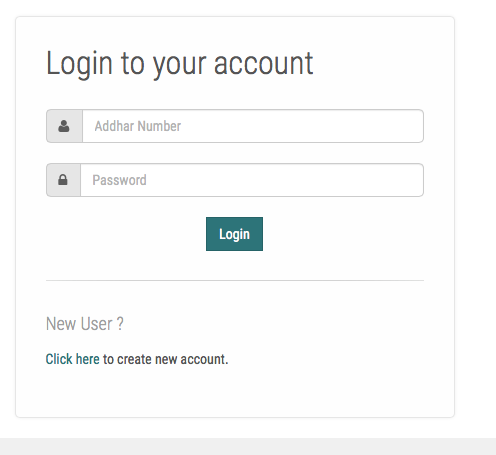 Login to your account
Addhar Number
Password
Login
New User ?
Click here to create new account.